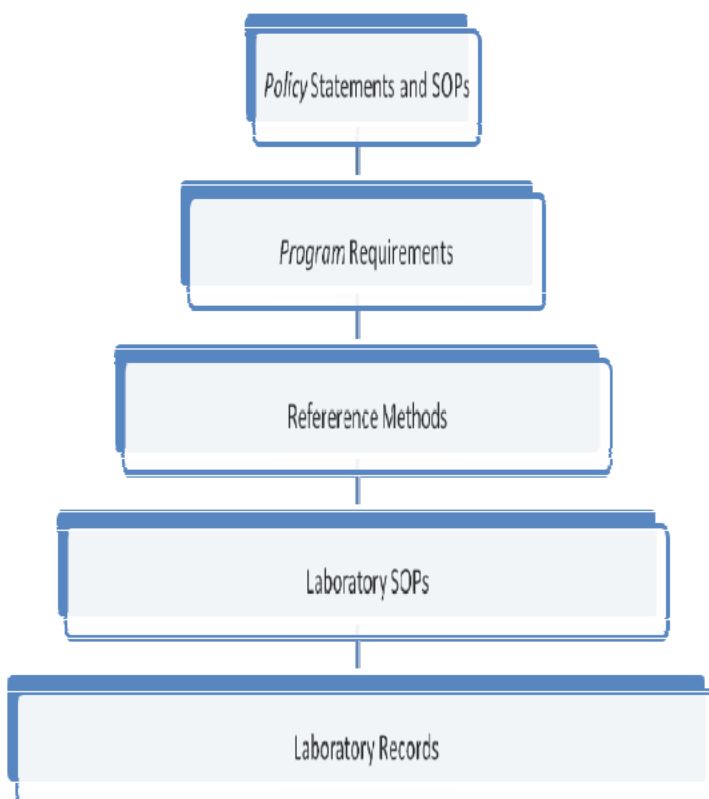 Policy Statements and SOPs
Program Requirements
Refererence Methods
Laboratory SOPs
Laboratory Records